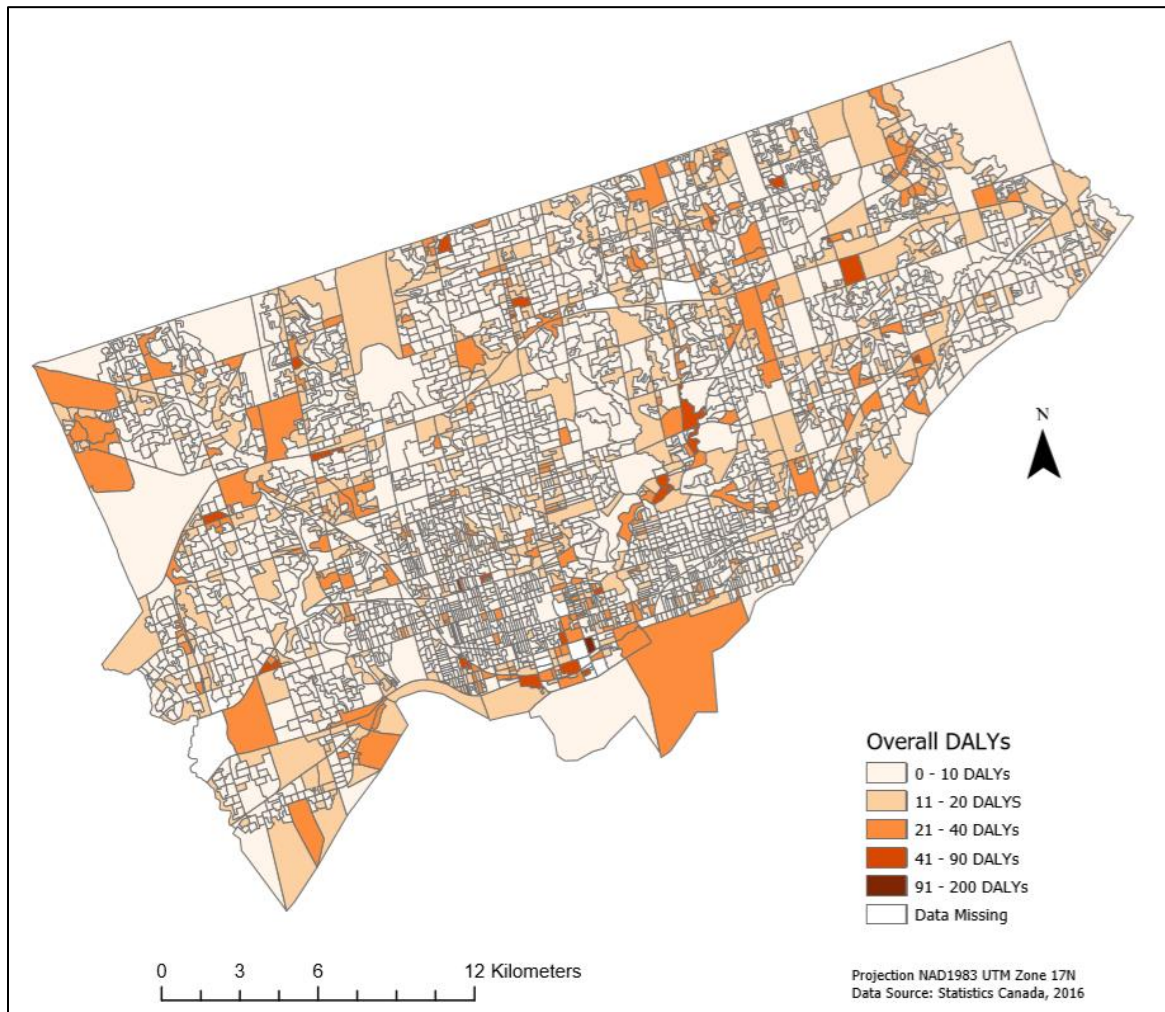 N
Overall DALYs
0 - 10 DALYs
11 - 20 DALYS
21 - 40 DALYs
41 - 90 DALYs
91 - 200 DALYs
Data Missing
0 3 6 12 Kilometers
Projection NAD1983 UTM Zone 17N
Data Source: Statistics Canada, 2016